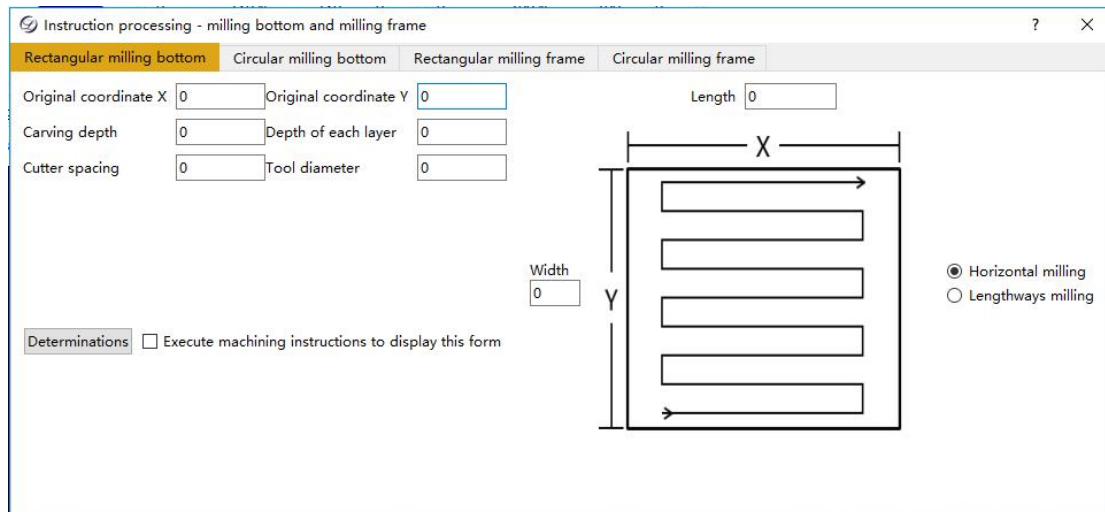 Instruction processing - milling bottom and milling frame ?
Rectangular milling bottom Circular milling bottom Rectangular milling frame Circular milling frame
Original coordinate X 0 Original coordinate Y 0 Length 0
Carving depth 0 Depth of each layer 0
X
Cutter spacing 0 Tool diameter 0
Width
0
Y
Horizontal milling
Lengthways milling
Determinations Execute machining instructions to display this form